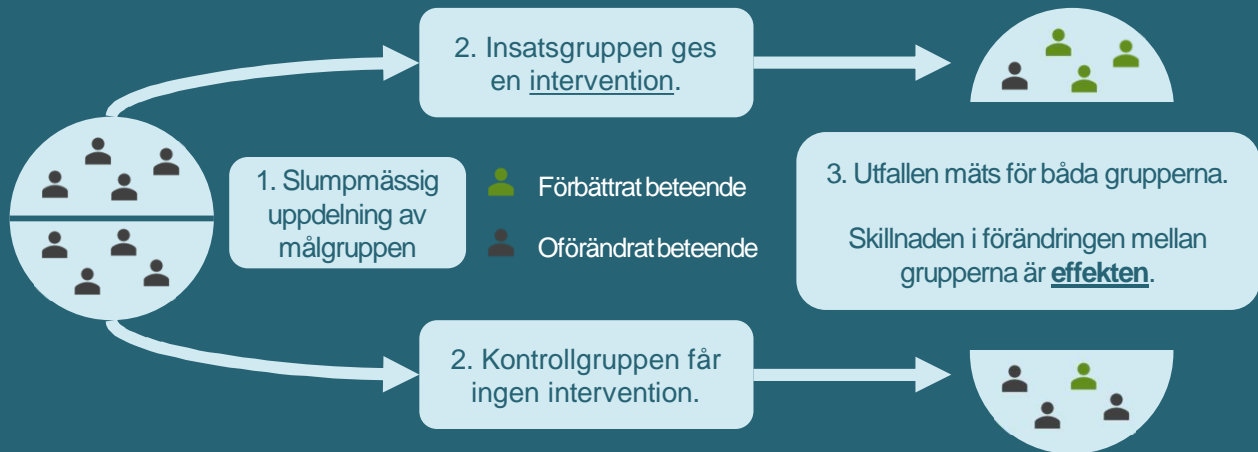 2. Insatsgruppen ges
en intervention.
1. Slumpmässig
uppdelning av
målgruppen
Förbättrat beteende
Oförändrat beteende
3. Utfallen mäts för båda grupperna.
Skillnaden i förändringen mellan
grupperna är effekten.
2. Kontrollgruppen får
ingen intervention.